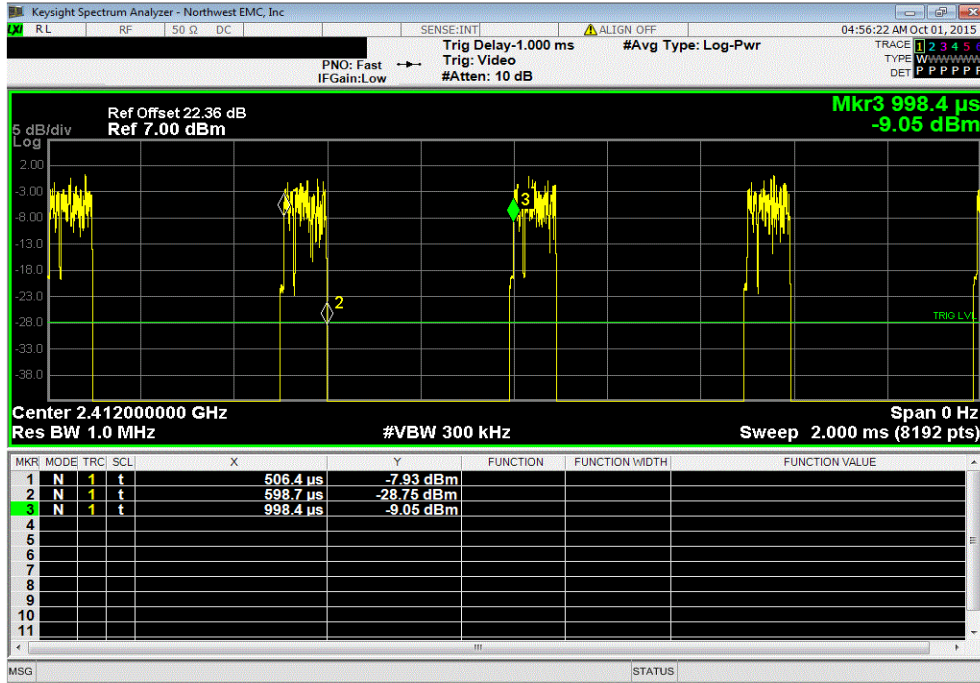 Keysight Spectrum Analyzer - Northwest EMC, Inc
LXI RL RF 50 Ω DC SENSE:INT ALIGN OFF 04:56:22 AM Oct 01, 2015
Trig Delay-1.000 ms #Avg Type: Log-Pwr TRACE 1 2 3 4 5 6
PNO: Fast Trig: Video TYPE WWWWWW
IFGain:Low #Atten: 10 dB DET P P P P P P
Mkr3 998.4 µs
Ref Offset 22.36 dB
5 dB/div Ref 7.00 dBm -9.05 dBm
Log
2.00
-3.00
3
-8.00
-13.0
-18.0
-23.0
2
-28.0
TRIG LVL
-33.0
-38.0
Center 2.412000000 GHz Span 0 Hz
Res BW 1.0 MHz #VBW 300 kHz Sweep 2.000 ms (8192 pts)
MKR MODE TRC SCL X Y FUNCTION FUNCTION WIDTH FUNCTION VALUE
1 N 1 t 506.4 µs -7.93 dBm
2 N 1 t 598.7 µs -28.75 dBm
3 N 1 t 998.4 µs -9.05 dBm
4
5
6
7
8
9
10
11
MSG STATUS